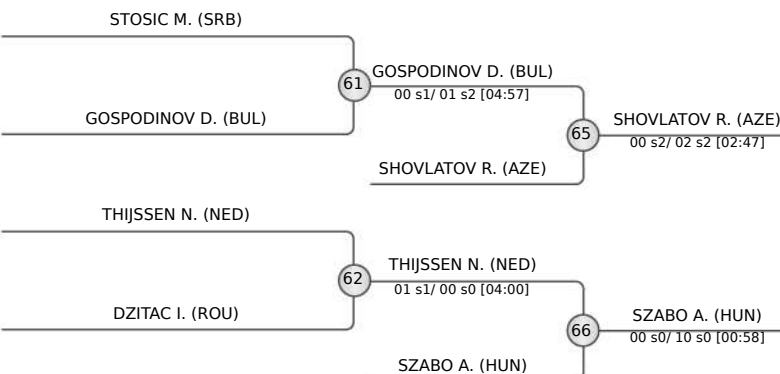 STOSIC M. (SRB)
61
GOSPODINOV D. (BUL)
00 s1/ 01 s2 [04:57]
GOSPODINOV D. (BUL)
65
SHOVLATOV R. (AZE)
00 s2/ 02 s2 [02:47]
SHOVLATOV R. (AZE)
THIJSSEN N. (NED)
62
THIJSSEN N. (NED)
01 s1/ 00 s0 [04:00]
DZITAC I. (ROU)
66
SZABO A. (HUN)
00 s0/ 10 s0 [00:58]
SZABO A. (HUN)